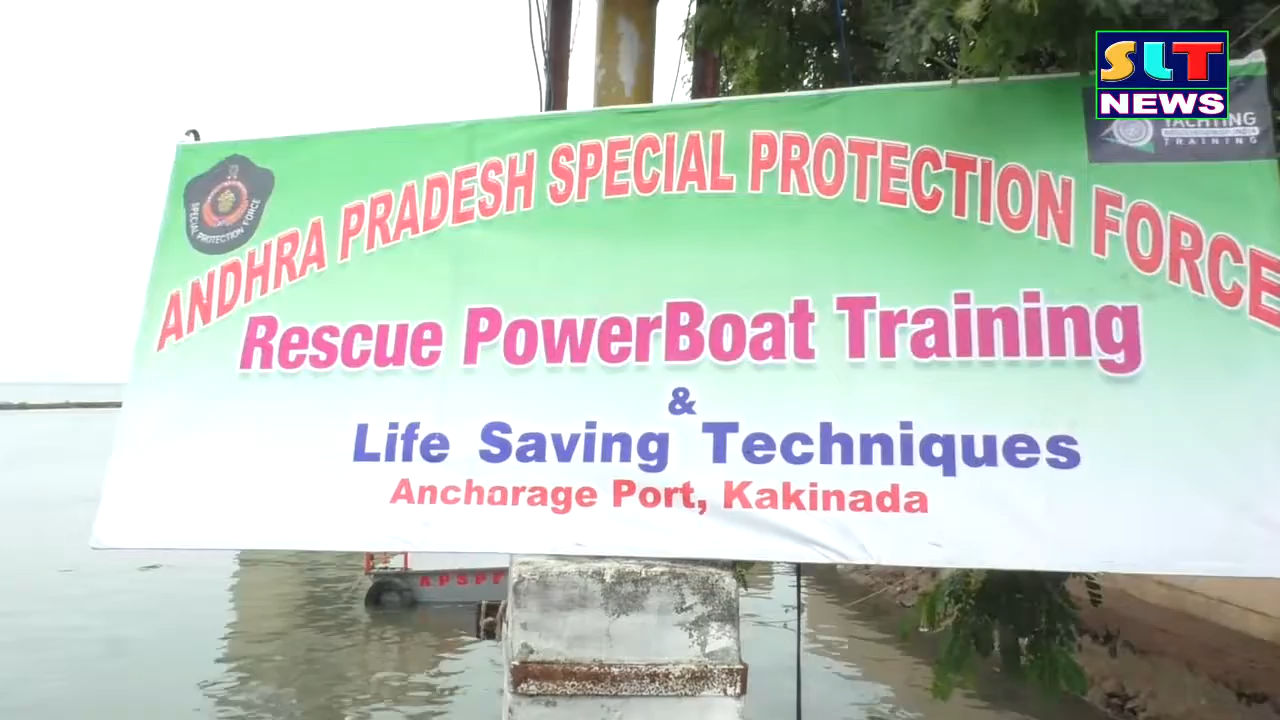 SLT
NEWS
YACHTING
TRAINING
SPECIAL PROTECTION FORCE
ANDHRA PRADESH SPECIAL PROTECTION FORCE
Rescue PowerBoat Training
&
Life Saving Techniques
Ancharage Port, Kakinada
APSPF